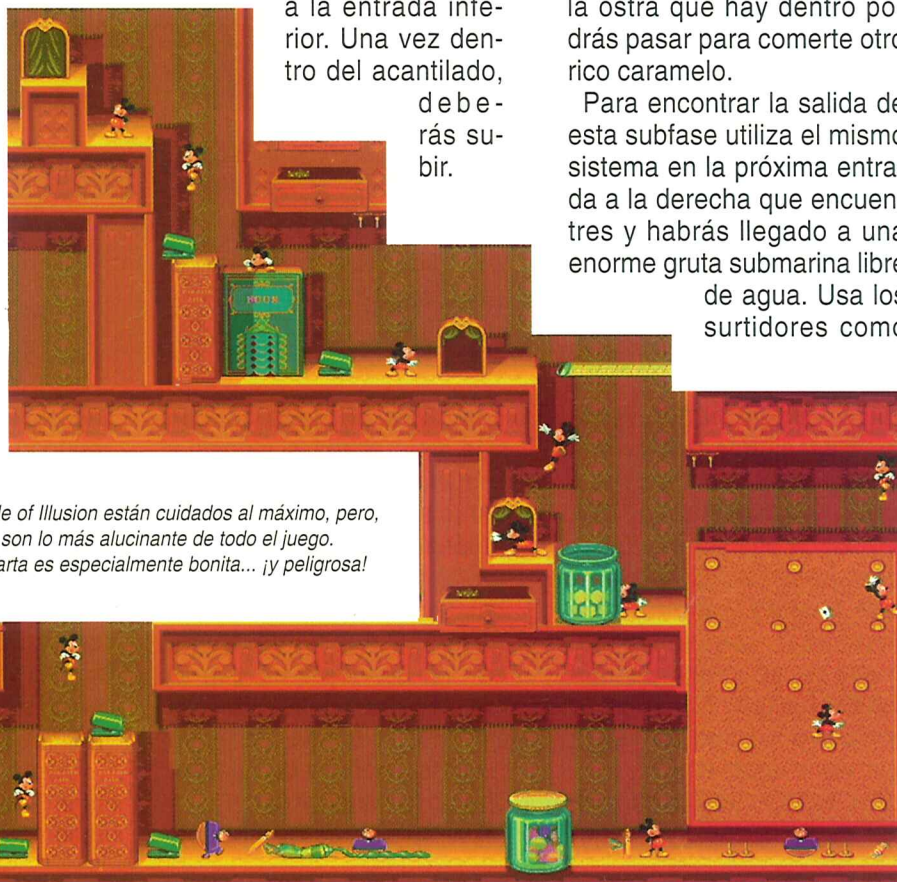 a la entrada infe-
rior. Una vez den-
tro del acantilado,
debe-
rás su-
bir.
la ostra que hay dentro po-
drás pasar para comerte otro
rico caramelo.
Para encontrar la salida de
esta subfase utiliza el mismo
sistema en la próxima entra-
da a la derecha que encuen-
tres y habrás llegado a una
enorme gruta submarina libre
de agua. Usa los
surtidores como
le of Illusion están cuidados al máximo, pero,
son lo más alucinante de todo el juego.
arta es especialmente bonita... ¡y peligrosa!